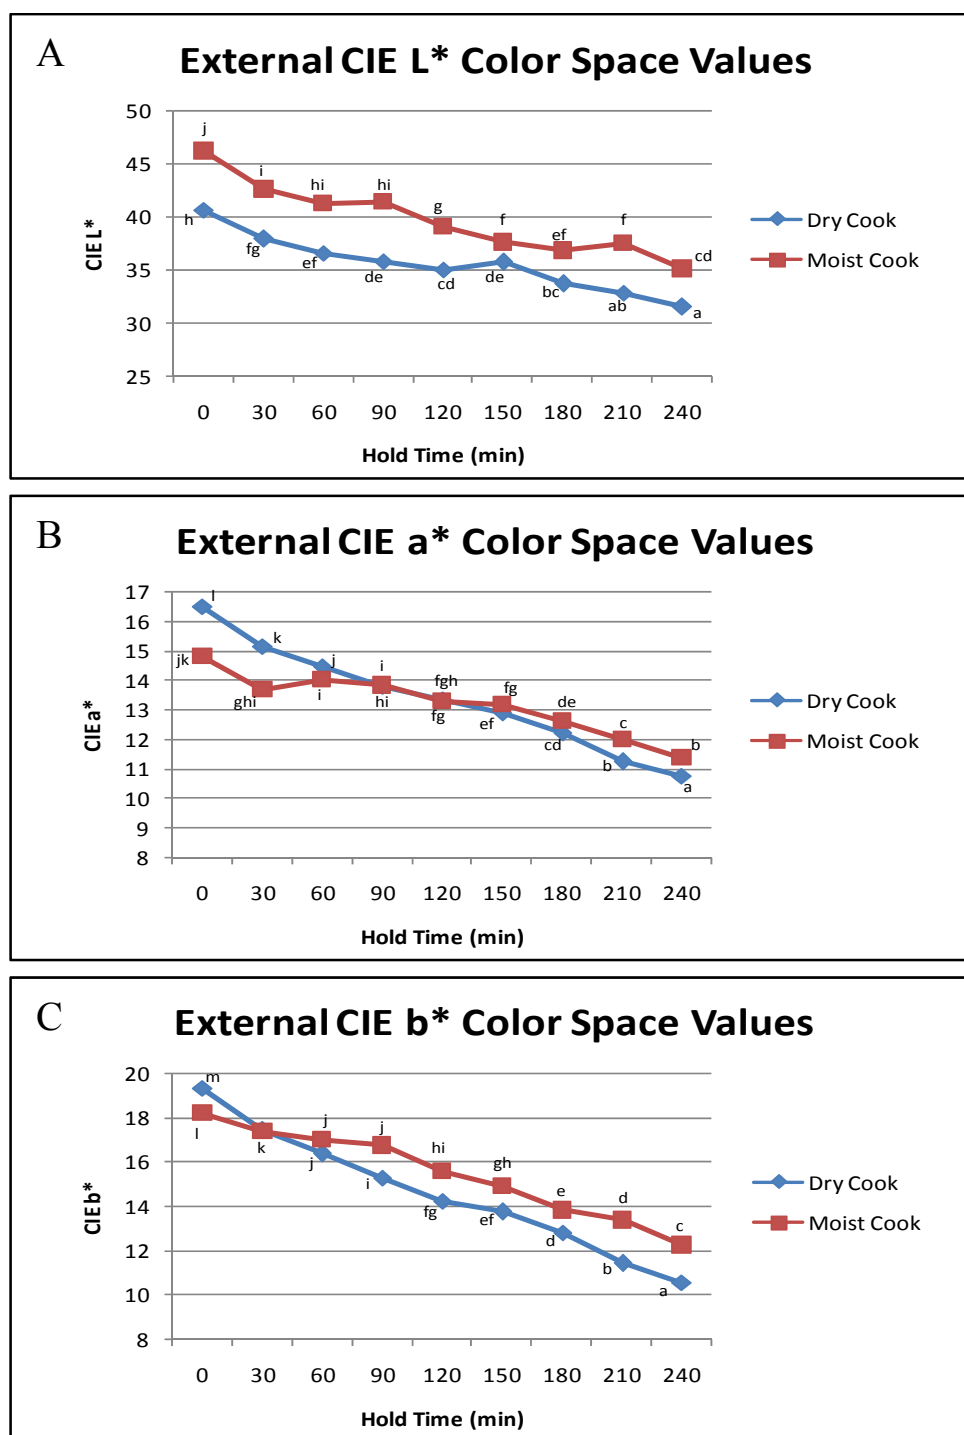 A
External CIE L* Color Space Values
50
45
40
35
30
25
CIE L*
j
i
hi
hi
g
f
ef
f
cd
h
fg
ef
de
cd
de
bc
ab
a
0 30 60 90 120 150 180 210 240
Hold Time (min)
Dry Cook
Moist Cook
B
External CIE a* Color Space Values
17
16
15
14
13
12
11
10
9
8
CIE a*
l
k
j
i
fgh
fg
de
c
b
jk
ghi
i
hi
fg
ef
cd
b
a
0 30 60 90 120 150 180 210 240
Hold Time (min)
Dry Cook
Moist Cook
C
External CIE b* Color Space Values
20
18
16
14
12
10
8
CIE b*
m
j
j
hi
gh
e
d
c
l
k
j
i
fg
ef
d
b
a
0 30 60 90 120 150 180 210 240
Hold Time (min)
Dry Cook
Moist Cook